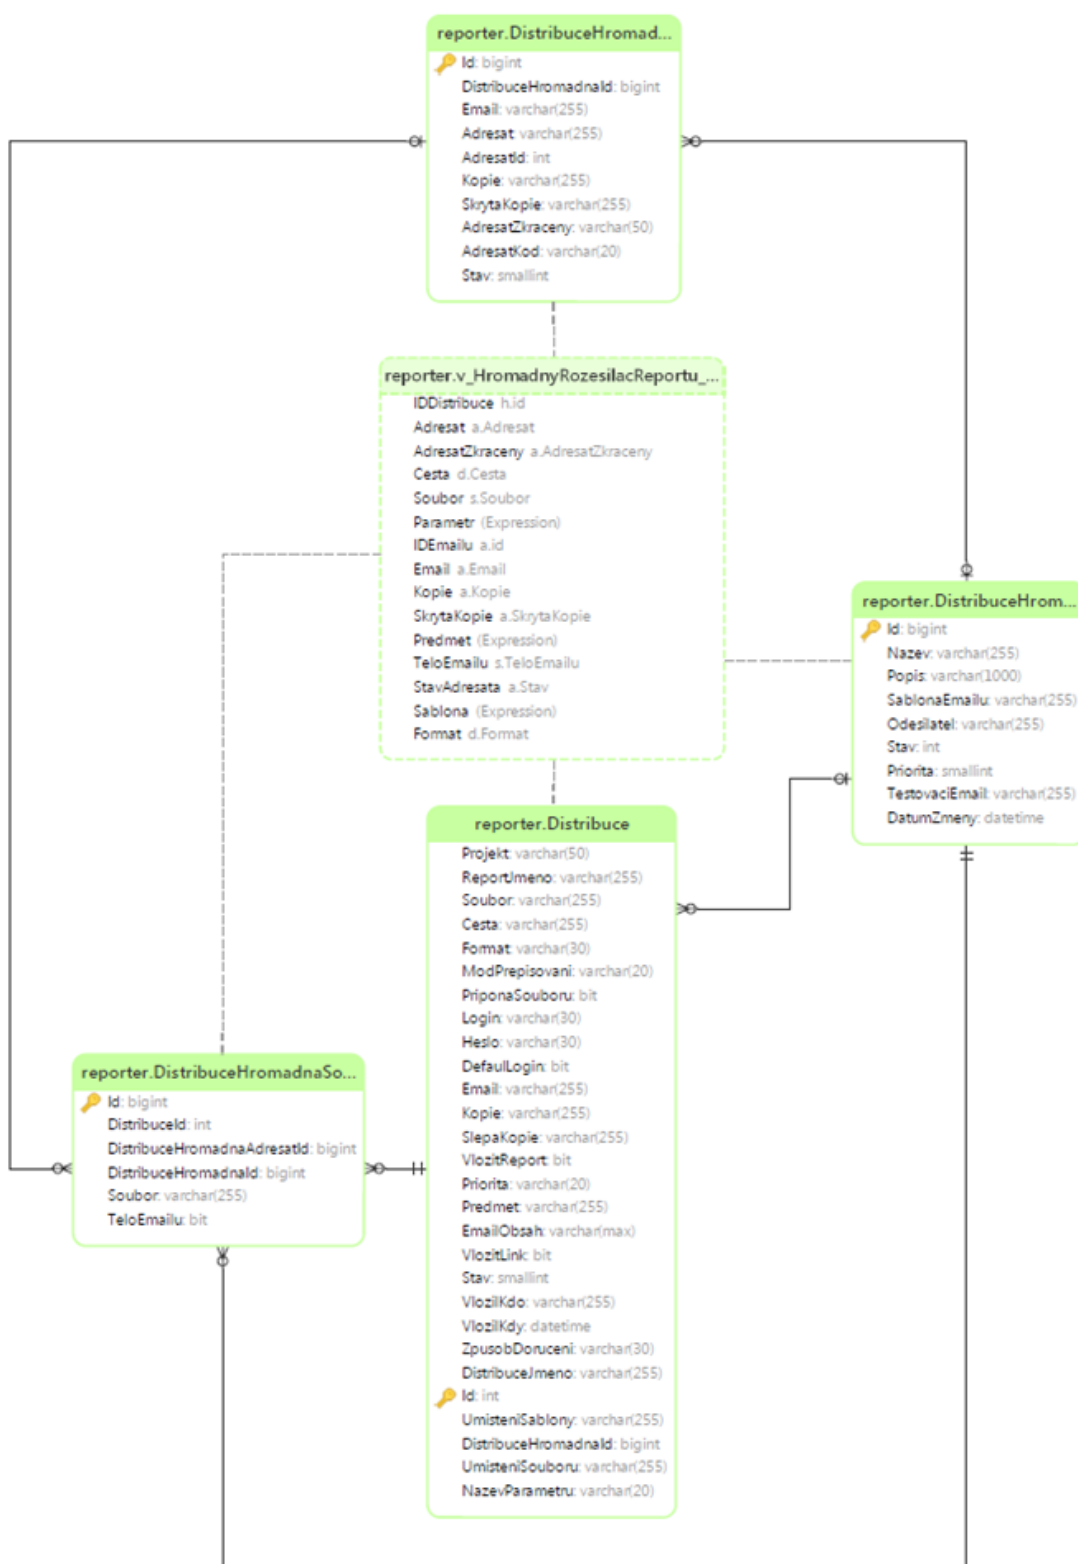 reporter.DistribuceHromad...
Id: bigint
DistribuceHromadnaId: bigint
Email: varchar(255)
Adresat: varchar(255)
AdresatId: int
Kopie: varchar(255)
SkrytaKopie: varchar(255)
AdresatZkraceny: varchar(50)
AdresatKod: varchar(20)
Stav: smallint
reporter.v_HromadnyRozesilacReportu_...
IDDistribuce h.id
Adresat a.Adresat
AdresatZkraceny a.AdresatZkraceny
Cesta d.Cesta
Soubor s.Soubor
Parametr (Expression)
IDEmailu a.id
Email a.Email
Kopie a.Kopie
SkrytaKopie a.SkrytaKopie
Predmet (Expression)
TeloEmailu s.TeloEmailu
StavAdresata a.Stav
Sablona (Expression)
Format d.Format
reporter.DistribuceHrom...
Id: bigint
Nazev: varchar(255)
Popis: varchar(1000)
SablonaEmailu: varchar(255)
Odesilatel: varchar(255)
Stav: int
Priorita: smallint
TestovaciEmail: varchar(255)
DatumZmeny: datetime
reporter.Distribuce
Projekt: varchar(50)
ReportJmeno: varchar(255)
Soubor: varchar(255)
Cesta: varchar(255)
Format: varchar(30)
ModPrepisovani: varchar(20)
PriponaSouboru: bit
Login: varchar(30)
Heslo: varchar(30)
DefaulLogin: bit
Email: varchar(255)
Kopie: varchar(255)
SlepaKopie: varchar(255)
VlozitReport: bit
Priorita: varchar(20)
Predmet: varchar(255)
EmailObsah: varchar(max)
VlozitLink: bit
Stav: smallint
VlozilKdo: varchar(255)
VlozilKdy: datetime
ZpusobDoruceni: varchar(30)
DistribuceJmeno: varchar(255)
Id: int
UmisteniSablony: varchar(255)
DistribuceHromadnaId: bigint
UmisteniSouboru: varchar(255)
NazevParametru: varchar(20)
reporter.DistribuceHromadnaSo...
Id: bigint
DistribuceId: int
DistribuceHromadnaAdresatId: bigint
DistribuceHromadnaId: bigint
Soubor: varchar(255)
TeloEmailu: bit